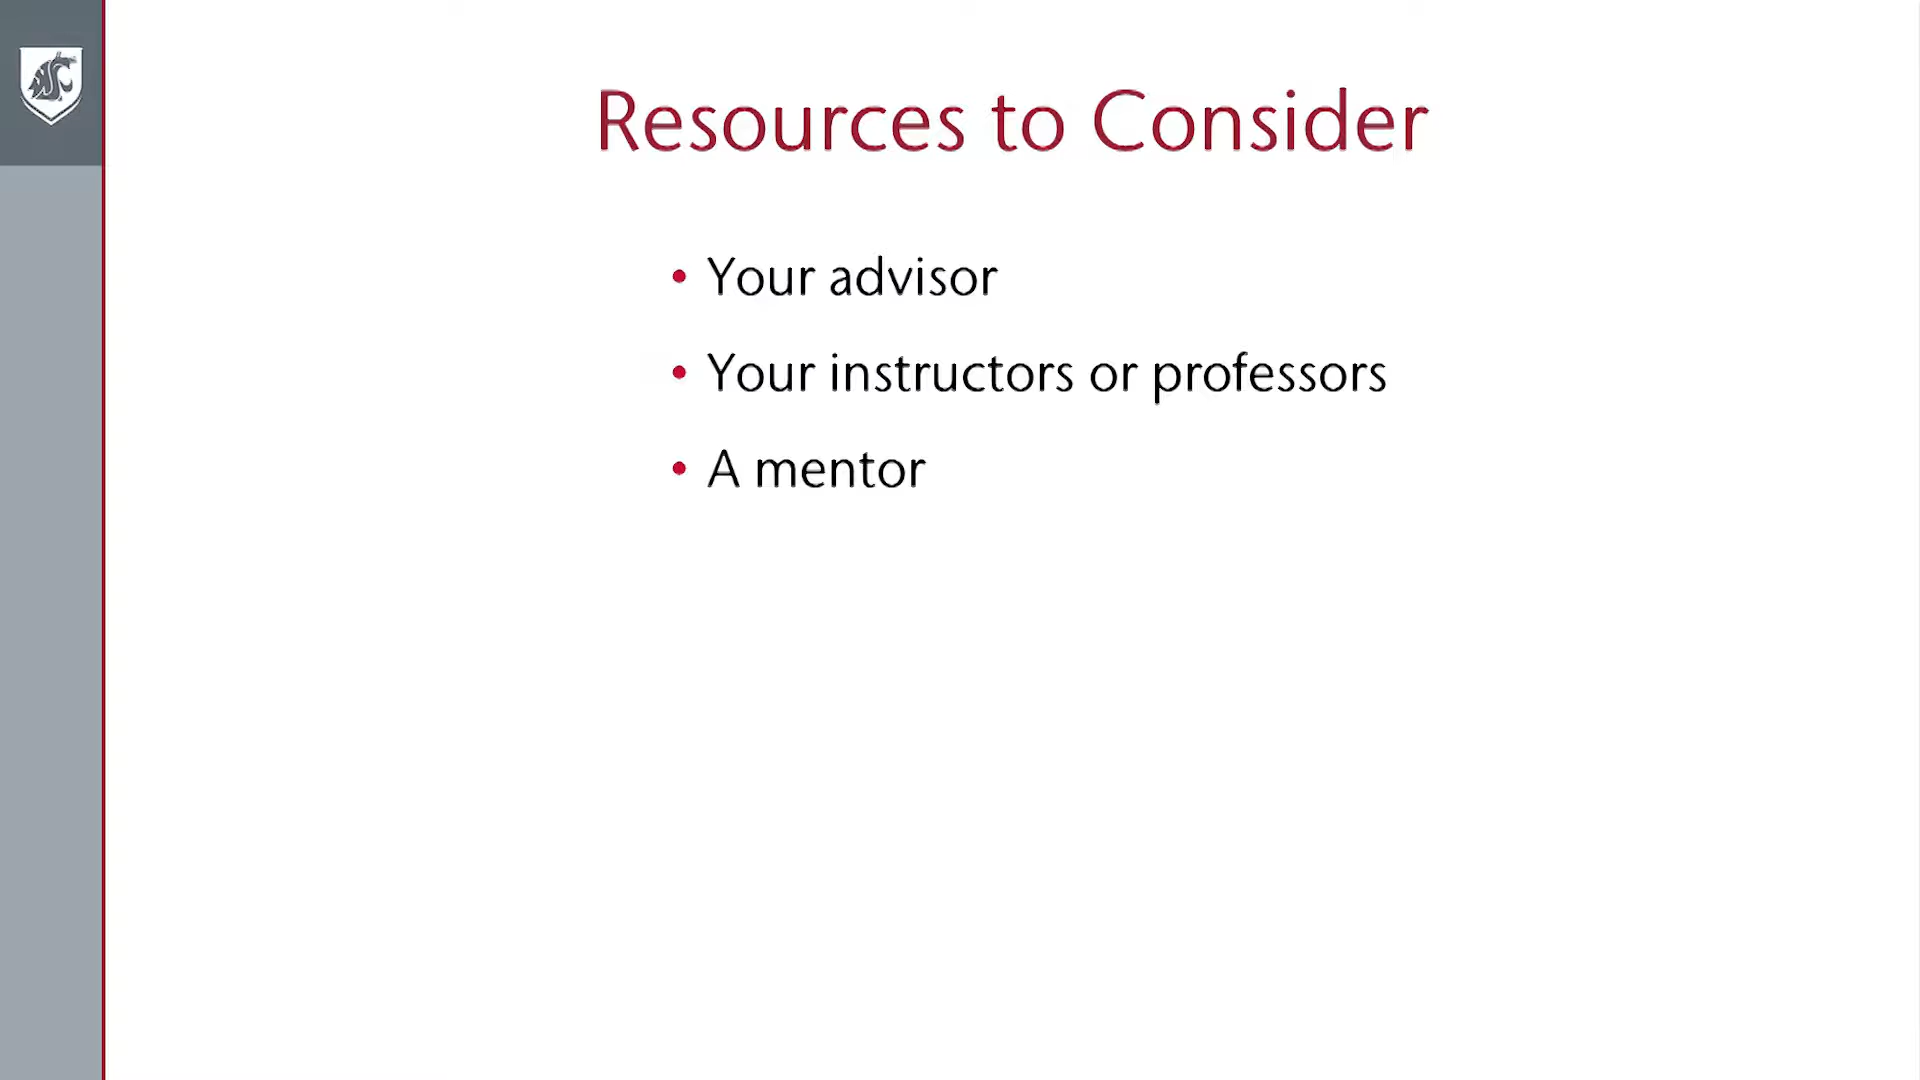 Resources to Consider
• Your advisor
• Your instructors or professors
• A mentor